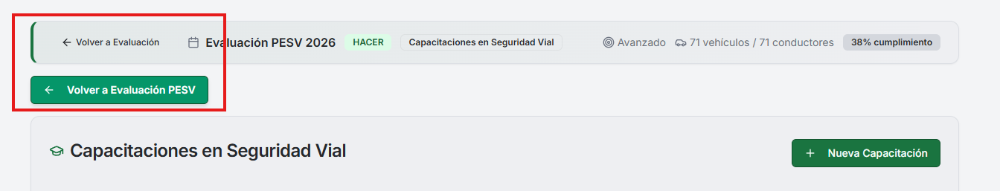 Volver a Evaluación Evaluación PESV 2026 HACER Capacitaciones en Seguridad Vial Avanzado 71 vehículos / 71 conductores 38% cumplimiento
Volver a Evaluación PESV
Capacitaciones en Seguridad Vial Nueva Capacitación